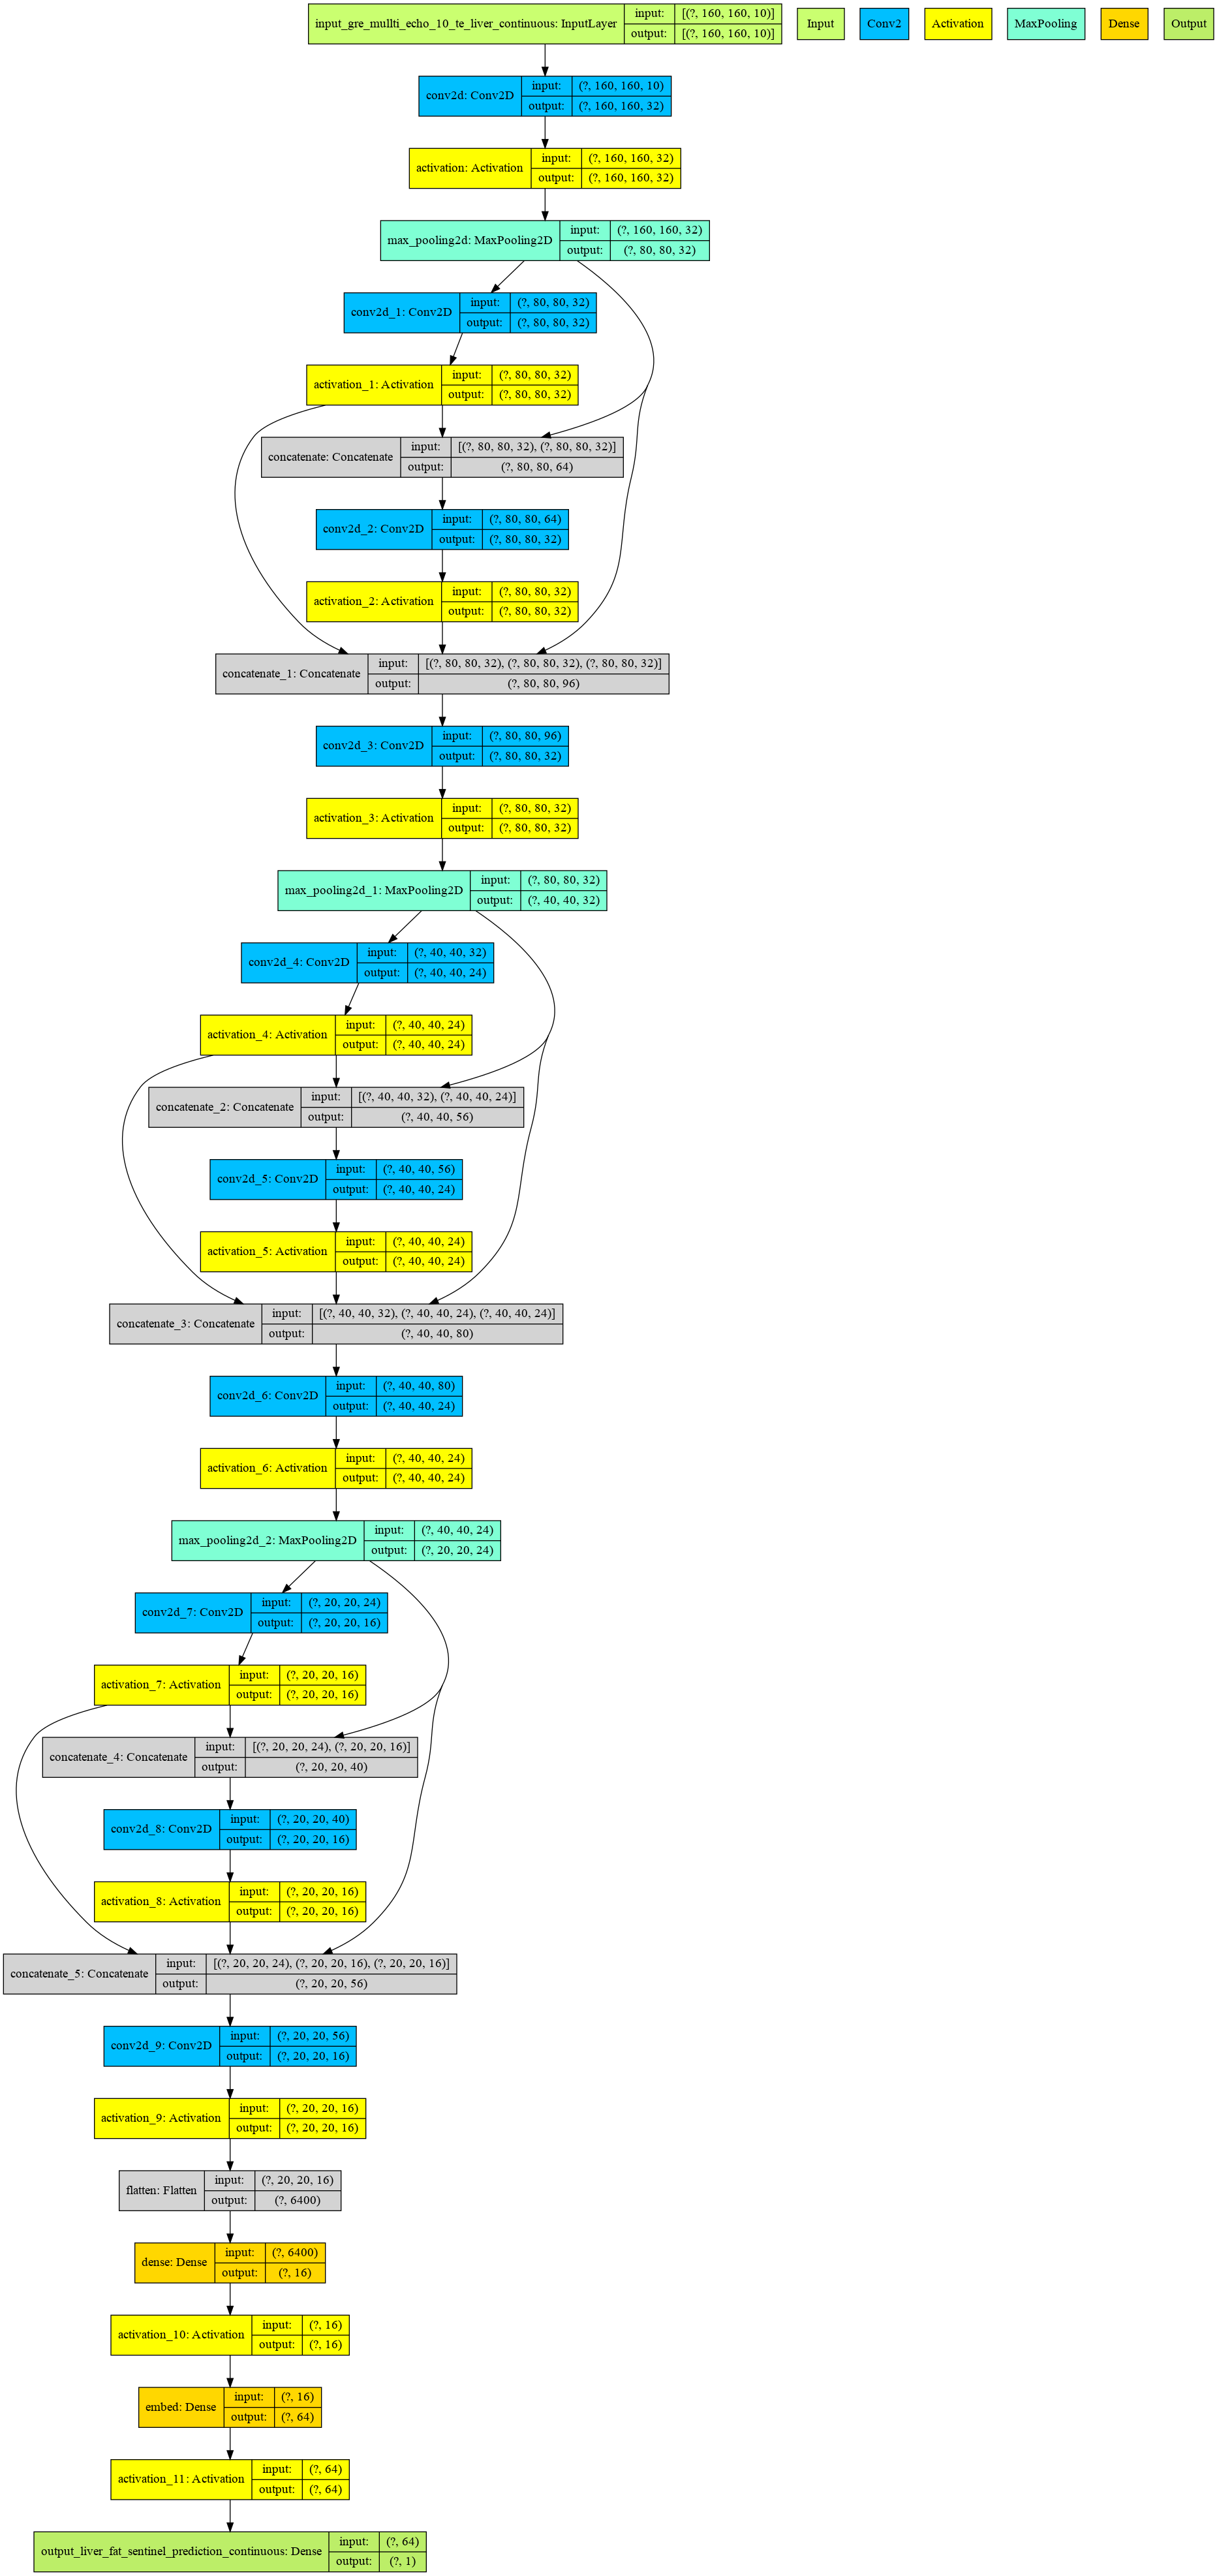 input_gre_mullti_echo_10_te_liver_continuous: InputLayer
input: [(?, 160, 160, 10)]
output: [(?, 160, 160, 10)]
Input
Conv2
Activation
MaxPooling
Dense
Output
conv2d: Conv2D
input: (?, 160, 160, 10)
output: (?, 160, 160, 32)
activation: Activation
input: (?, 160, 160, 32)
output: (?, 160, 160, 32)
max_pooling2d: MaxPooling2D
input: (?, 160, 160, 32)
output: (?, 80, 80, 32)
conv2d_1: Conv2D
input: (?, 80, 80, 32)
output: (?, 80, 80, 32)
activation_1: Activation
input: (?, 80, 80, 32)
output: (?, 80, 80, 32)
concatenate: Concatenate
input: [(?, 80, 80, 32), (?, 80, 80, 32)]
output: (?, 80, 80, 64)
conv2d_2: Conv2D
input: (?, 80, 80, 64)
output: (?, 80, 80, 32)
activation_2: Activation
input: (?, 80, 80, 32)
output: (?, 80, 80, 32)
concatenate_1: Concatenate
input: [(?, 80, 80, 32), (?, 80, 80, 32), (?, 80, 80, 32)]
output: (?, 80, 80, 96)
conv2d_3: Conv2D
input: (?, 80, 80, 96)
output: (?, 80, 80, 32)
activation_3: Activation
input: (?, 80, 80, 32)
output: (?, 80, 80, 32)
max_pooling2d_1: MaxPooling2D
input: (?, 80, 80, 32)
output: (?, 40, 40, 32)
conv2d_4: Conv2D
input: (?, 40, 40, 32)
output: (?, 40, 40, 24)
activation_4: Activation
input: (?, 40, 40, 24)
output: (?, 40, 40, 24)
concatenate_2: Concatenate
input: [(?, 40, 40, 32), (?, 40, 40, 24)]
output: (?, 40, 40, 56)
conv2d_5: Conv2D
input: (?, 40, 40, 56)
output: (?, 40, 40, 24)
activation_5: Activation
input: (?, 40, 40, 24)
output: (?, 40, 40, 24)
concatenate_3: Concatenate
input: [(?, 40, 40, 32), (?, 40, 40, 24), (?, 40, 40, 24)]
output: (?, 40, 40, 80)
conv2d_6: Conv2D
input: (?, 40, 40, 80)
output: (?, 40, 40, 24)
activation_6: Activation
input: (?, 40, 40, 24)
output: (?, 40, 40, 24)
max_pooling2d_2: MaxPooling2D
input: (?, 40, 40, 24)
output: (?, 20, 20, 24)
conv2d_7: Conv2D
input: (?, 20, 20, 24)
output: (?, 20, 20, 16)
activation_7: Activation
input: (?, 20, 20, 16)
output: (?, 20, 20, 16)
concatenate_4: Concatenate
input: [(?, 20, 20, 24), (?, 20, 20, 16)]
output: (?, 20, 20, 40)
conv2d_8: Conv2D
input: (?, 20, 20, 40)
output: (?, 20, 20, 16)
activation_8: Activation
input: (?, 20, 20, 16)
output: (?, 20, 20, 16)
concatenate_5: Concatenate
input: [(?, 20, 20, 24), (?, 20, 20, 16), (?, 20, 20, 16)]
output: (?, 20, 20, 56)
conv2d_9: Conv2D
input: (?, 20, 20, 56)
output: (?, 20, 20, 16)
activation_9: Activation
input: (?, 20, 20, 16)
output: (?, 20, 20, 16)
flatten: Flatten
input: (?, 20, 20, 16)
output: (?, 6400)
dense: Dense
input: (?, 6400)
output: (?, 16)
activation_10: Activation
input: (?, 16)
output: (?, 16)
embed: Dense
input: (?, 16)
output: (?, 64)
activation_11: Activation
input: (?, 64)
output: (?, 64)
output_liver_fat_sentinel_prediction_continuous: Dense
input: (?, 64)
output: (?, 1)